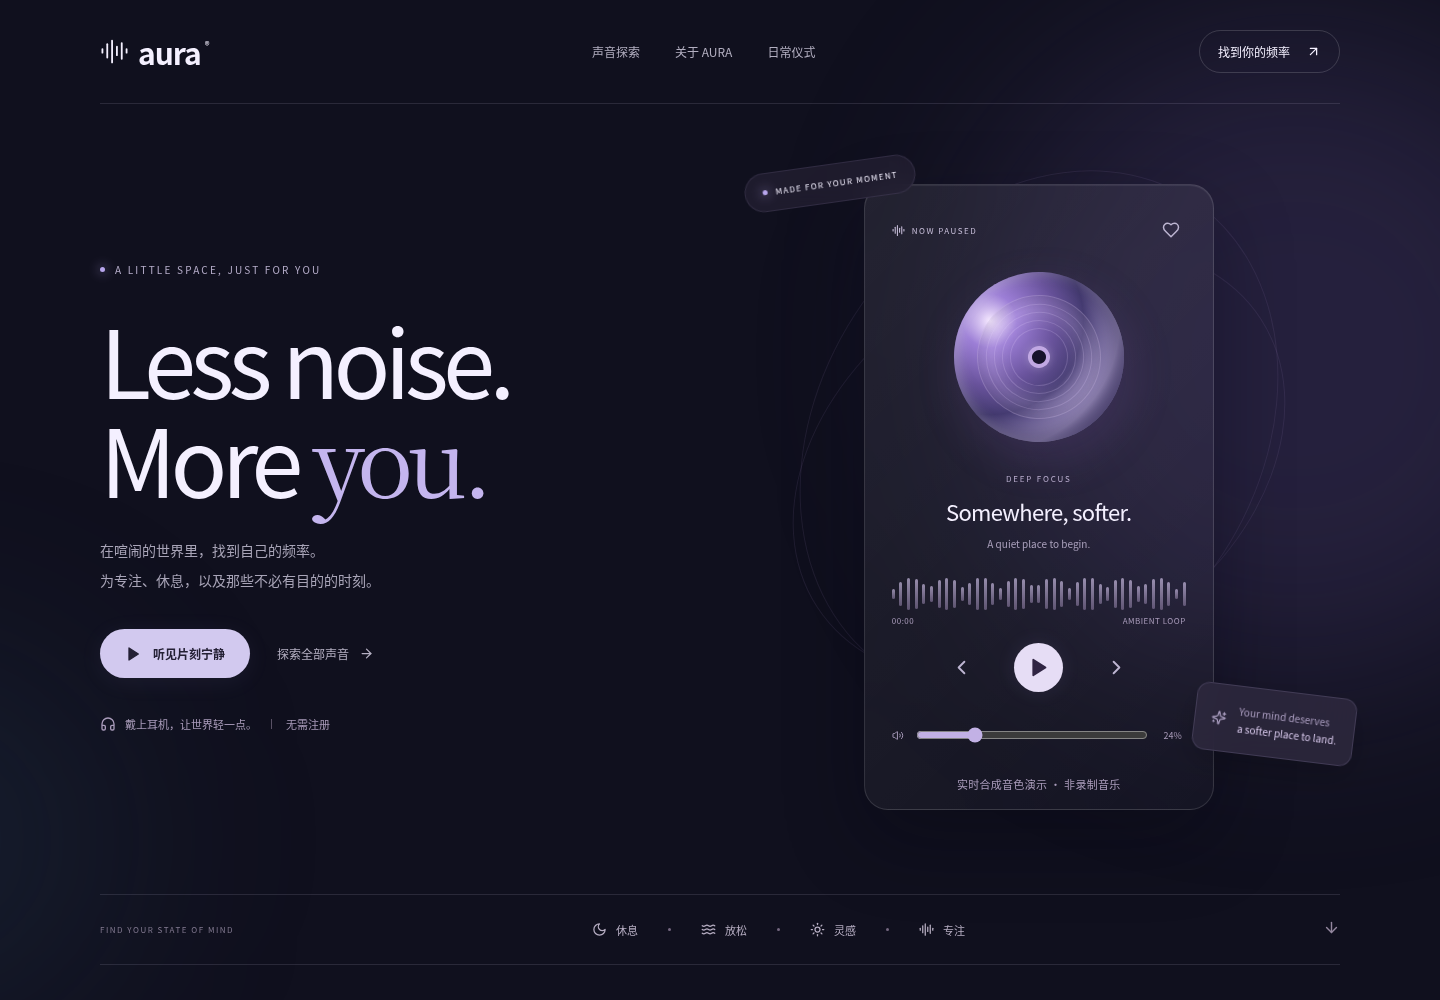 aura®
声音探索
关于 AURA
日常仪式
找到你的频率
MADE FOR YOUR MOMENT
NOW PAUSED
A LITTLE SPACE, JUST FOR YOU
Less noise.
More you.
在喧闹的世界里，找到自己的频率。
为专注、休息，以及那些不必有目的的时刻。
听见片刻宁静
探索全部声音
戴上耳机，让世界轻一点。
无需注册
DEEP FOCUS
Somewhere, softer.
A quiet place to begin.
00:00
AMBIENT LOOP
24%
Your mind deserves
a softer place to land.
实时合成音色演示 · 非录制音乐
FIND YOUR STATE OF MIND
休息
放松
灵感
专注